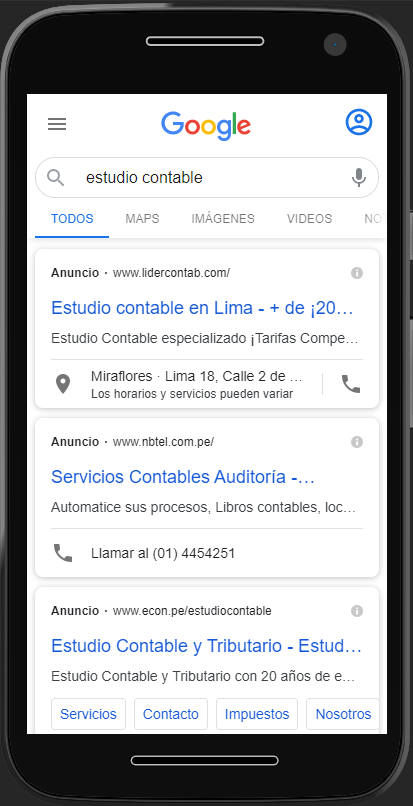 Google
estudio contable
TODOS MAPS IMÁGENES VIDEOS NO
Anuncio · www.lidercontab.com/
Estudio contable en Lima - + de ¡20…
Estudio Contable especializado ¡Tarifas Compe…
Miraflores · Lima 18, Calle 2 de …
Los horarios y servicios pueden variar
Anuncio · www.nbtel.com.pe/
Servicios Contables Auditoría -…
Automatice sus procesos, Libros contables, loc…
Llamar al (01) 4454251
Anuncio · www.econ.pe/estudiocontable
Estudio Contable y Tributario - Estud…
Estudio Contable y Tributario con 20 años de e…
Servicios Contacto Impuestos Nosotros